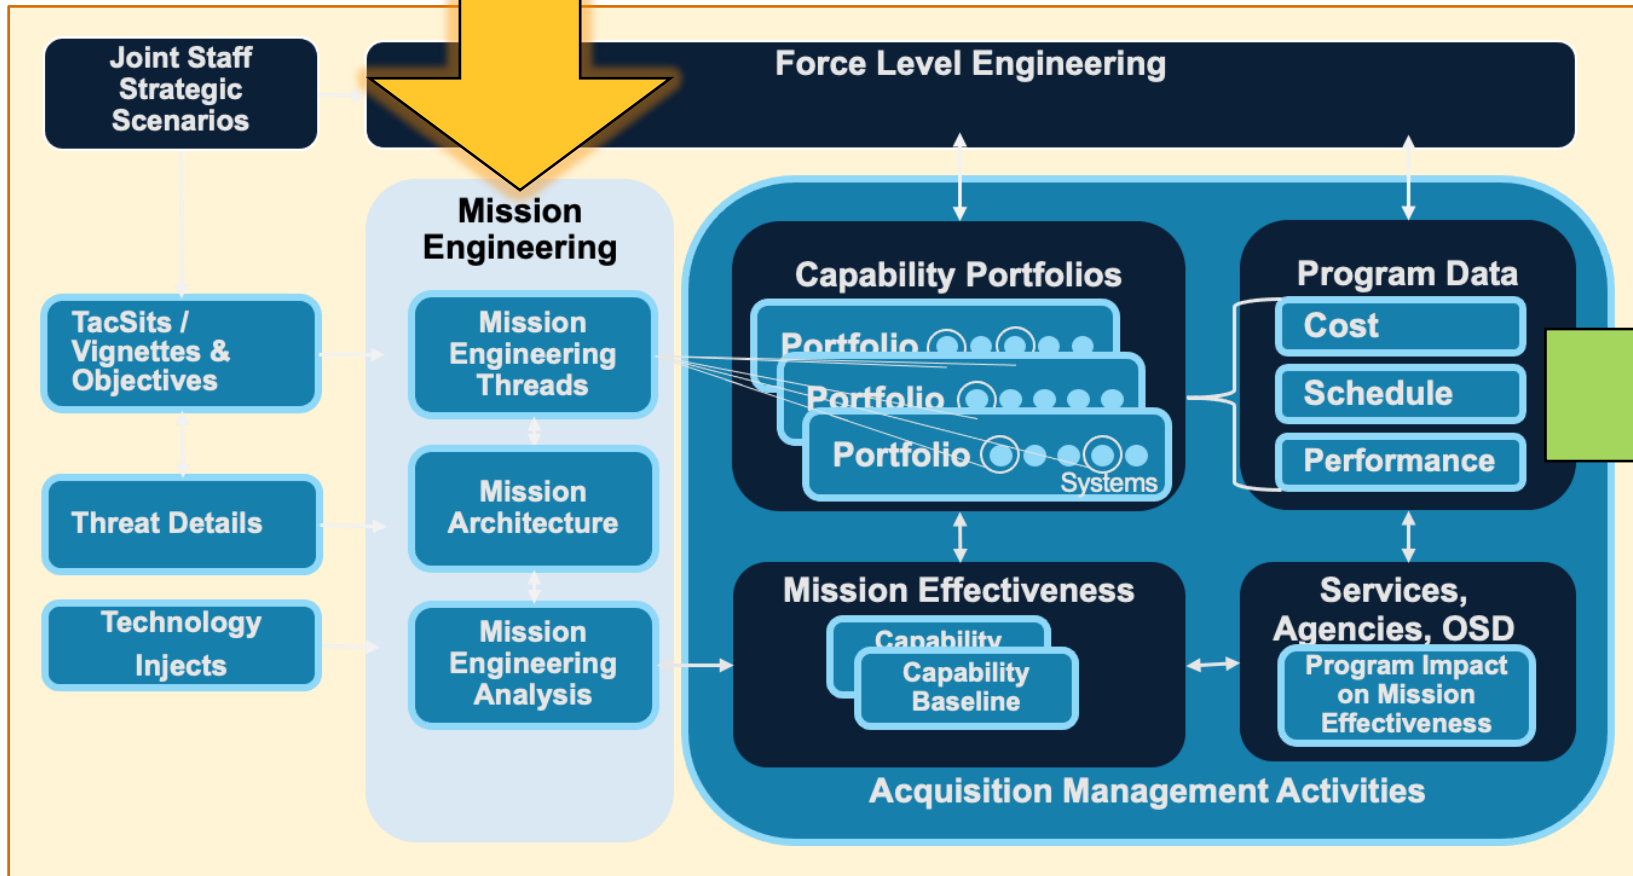 Joint Staff
Strategic
Scenarios
Force Level Engineering
Mission
Engineering
TacSits /
Vignettes &
Objectives
Threat Details
Technology
Injects
Mission
Engineering
Threads
Mission
Architecture
Mission
Engineering
Analysis
Capability Portfolios
Portfolio
Portfolio
Portfolio
Systems
Program Data
Cost
Schedule
Performance
Mission Effectiveness
Capability
Capability
Baseline
Services,
Agencies, OSD
Program Impact
on Mission
Effectiveness
Acquisition Management Activities